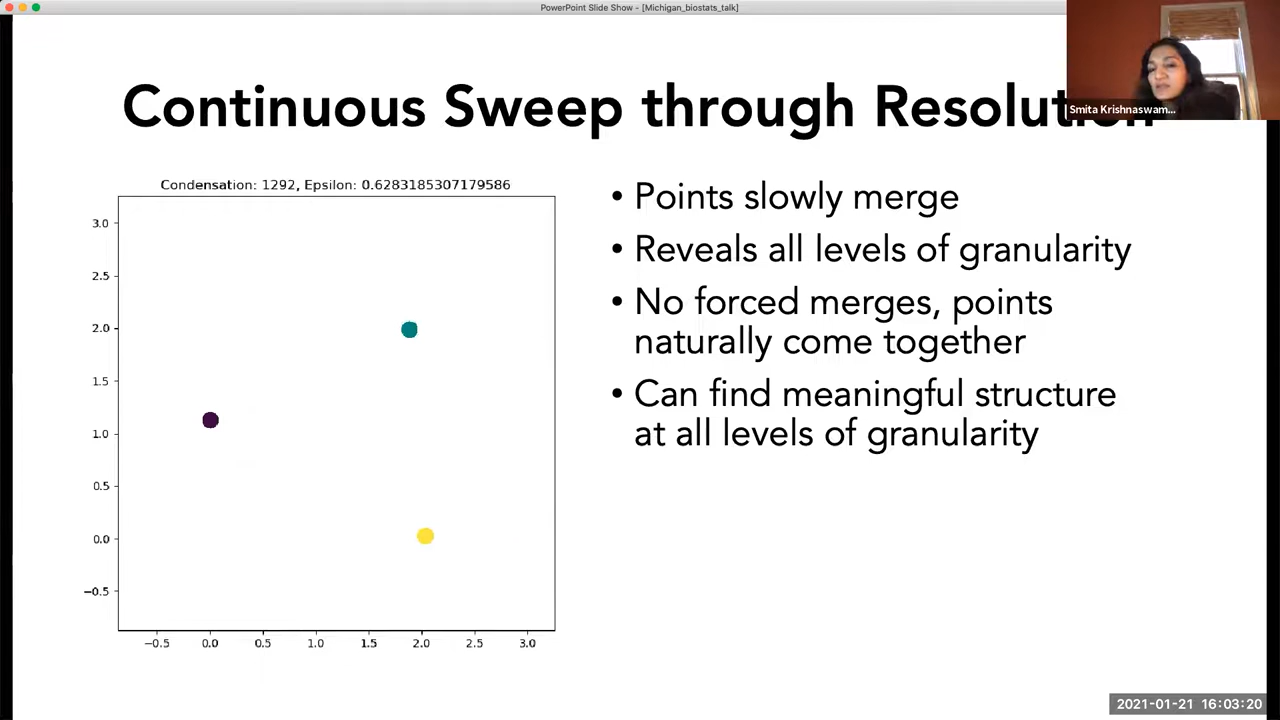 PowerPoint Slide Show - [Michigan_biostats_talk]
Continuous Sweep through Resolution
Smita Krishnaswam...
Condensation: 1292, Epsilon: 0.6283185307179586
3.0
2.5
2.0
1.5
1.0
0.5
0.0
−0.5
−0.5
0.0
0.5
1.0
1.5
2.0
2.5
3.0
• Points slowly merge
• Reveals all levels of granularity
• No forced merges, points
naturally come together
• Can find meaningful structure
at all levels of granularity
2021-01-21 16:03:20